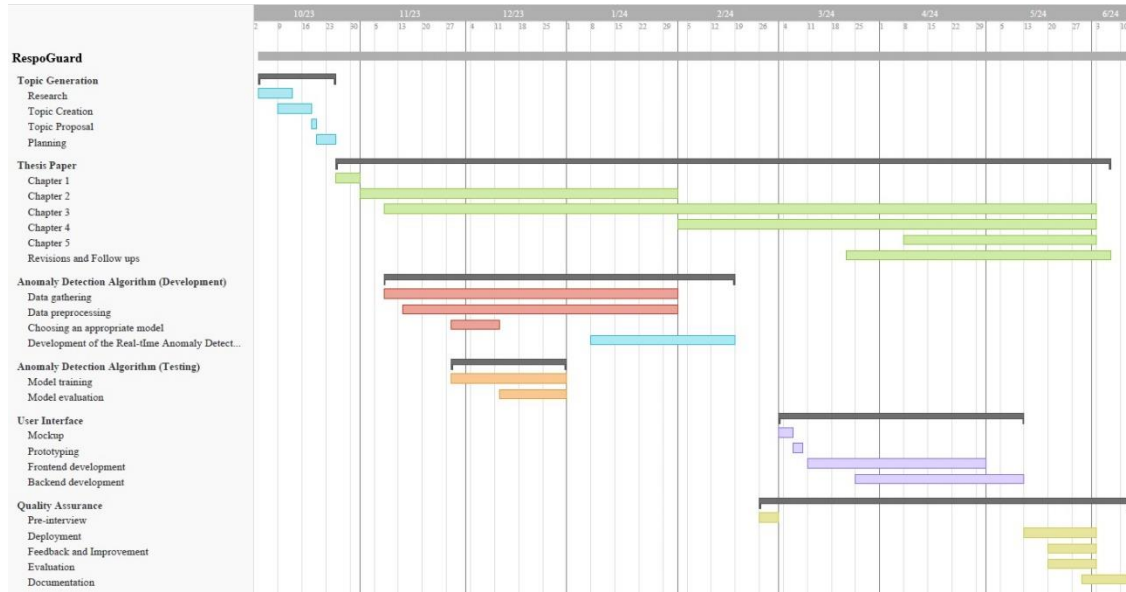 10/23 11/23 12/23 1/24 2/24 3/24 4/24 5/24 6/24
2 9 16 23 30 5 13 20 27 4 11 18 25 1 8 15 22 29 5 12 19 26 4 11 18 25 1 8 15 22 29 5 13 20 27 3 10
RespoGuard
Topic Generation
Research
Topic Creation
Topic Proposal
Planning
Thesis Paper
Chapter 1
Chapter 2
Chapter 3
Chapter 4
Chapter 5
Revisions and Follow ups
Anomaly Detection Algorithm (Development)
Data gathering
Data preprocessing
Choosing an appropriate model
Development of the Real-tIme Anomaly Detect...
Anomaly Detection Algorithm (Testing)
Model training
Model evaluation
User Interface
Mockup
Prototyping
Frontend development
Backend development
Quality Assurance
Pre-interview
Deployment
Feedback and Improvement
Evaluation
Documentation